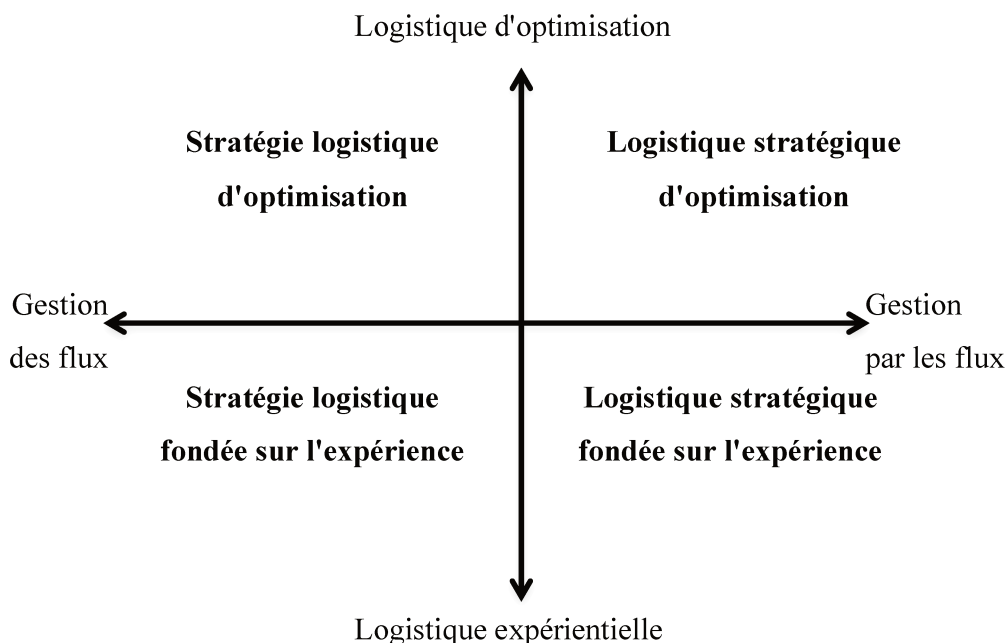 Logistique d'optimisation
Stratégie logistique
d'optimisation
Logistique stratégique
d'optimisation
Gestion
des flux
Gestion
par les flux
Stratégie logistique
fondée sur l'expérience
Logistique stratégique
fondée sur l'expérience
Logistique expérientielle